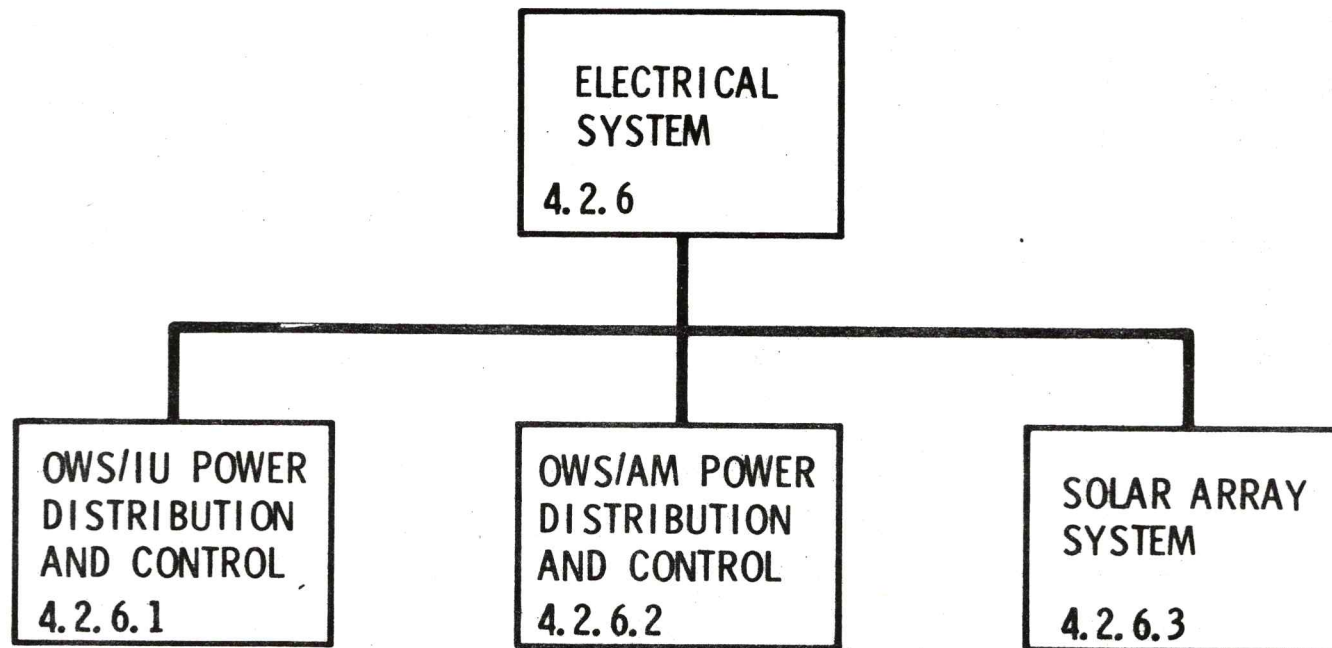 ELECTRICAL
SYSTEM
4.2.6
OWS/IU POWER
DISTRIBUTION
AND CONTROL
4.2.6.1
OWS/AM POWER
DISTRIBUTION
AND CONTROL
4.2.6.2
SOLAR ARRAY
SYSTEM
4.2.6.3